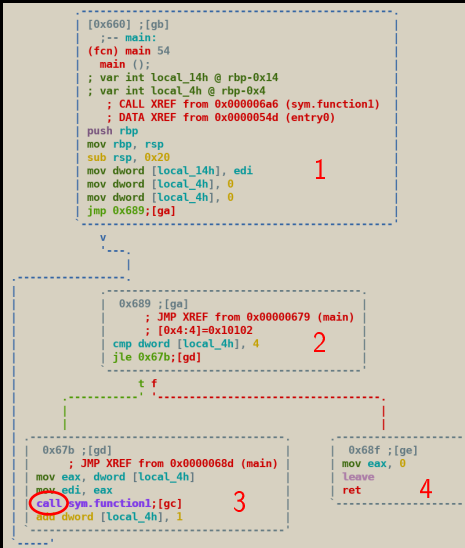 [0x660] ;[gb]
;-- main:
(fcn) main 54
main ();
; var int local_14h @ rbp-0x14
; var int local_4h @ rbp-0x4
; CALL XREF from 0x000006a6 (sym.function1)
; DATA XREF from 0x0000054d (entry0)
push rbp
mov rbp, rsp
sub rsp, 0x20
mov dword [local_14h], edi
mov dword [local_4h], 0
mov dword [local_4h], 0
jmp 0x689;[ga]
1
v
0x689 ;[ga]
; JMP XREF from 0x00000679 (main)
; [0x4:4]=0x10102
cmp dword [local_4h], 4
jle 0x67b;[gd]
2
t f
0x67b ;[gd]
; JMP XREF from 0x0000068d (main)
mov eax, dword [local_4h]
mov edi, eax
call sym.function1;[gc]
add dword [local_4h], 1
3
0x68f ;[ge]
mov eax, 0
leave
ret
4